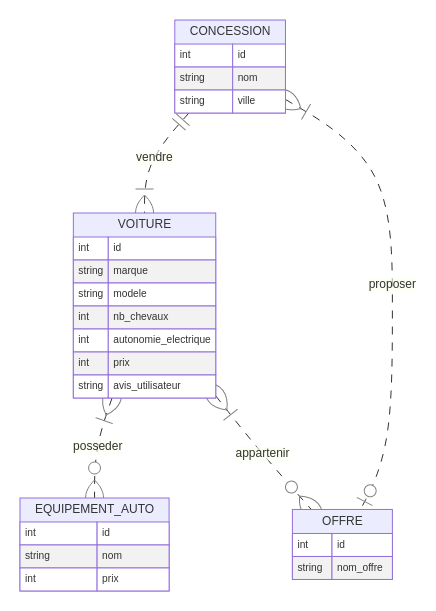 CONCESSION
int id
string nom
string ville
vendre
VOITURE
int id
string marque
string modele
int nb_chevaux
int autonomie_electrique
int prix
string avis_utilisateur
proposer
posseder
appartenir
EQUIPEMENT_AUTO
int id
string nom
int prix
OFFRE
int id
string nom_offre